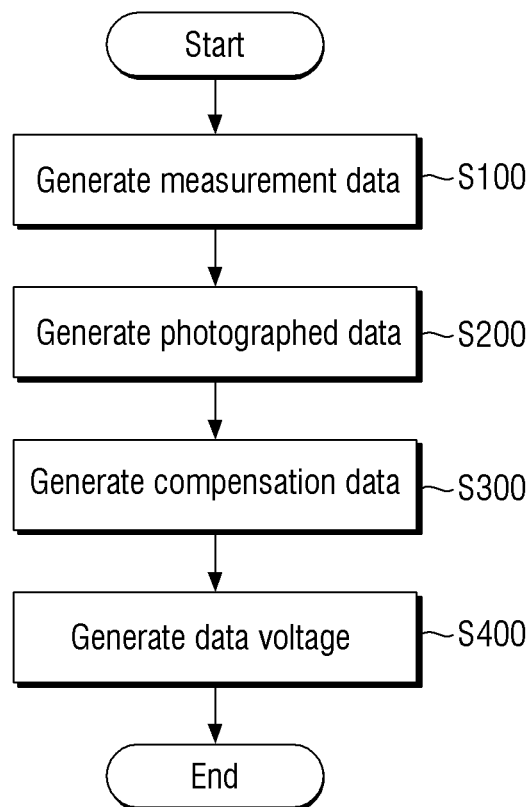 Start
Generate measurement data
S100
Generate photographed data
S200
Generate compensation data
S300
Generate data voltage
S400
End